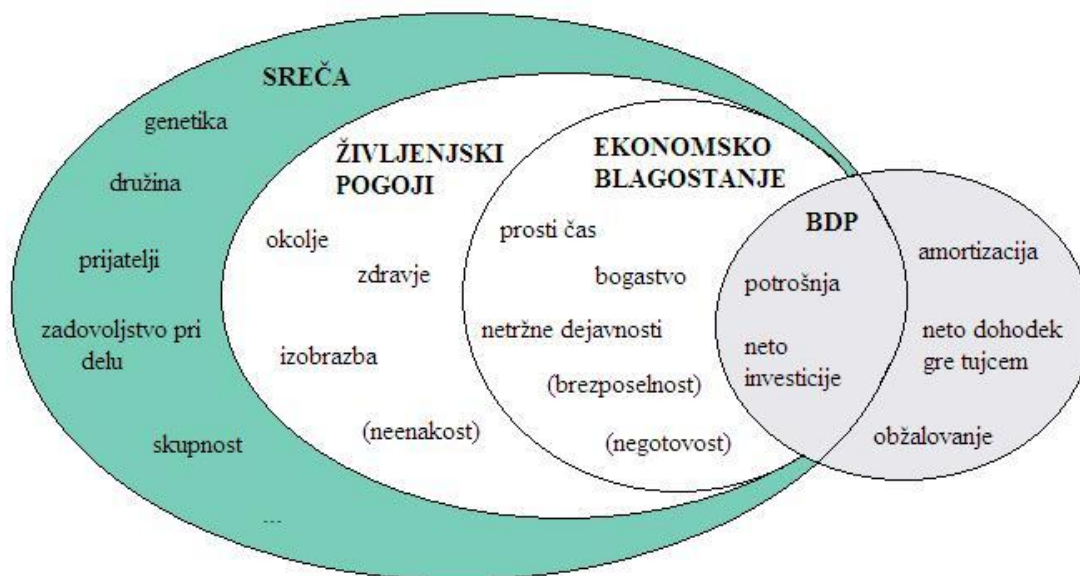 SREČA
genetika
družina
prijatelji
zadovoljstvo pri
delu
skupnost
---
ŽIVLJENJSKI
POGOJI
okolje
zdravje
izobrazba
(neenakost)
EKONOMSKO
BLAGOSTANJE
prosti čas
bogastvo
netržne dejavnosti
(brezposelnost)
(negotovost)
BDP
potrošnja
neto
investicije
amortizacija
neto dohodek
gre tujcem
obžalovanje